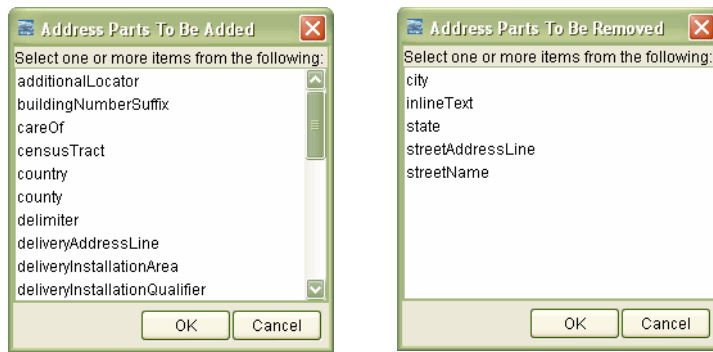 Address Parts To Be Added
Select one or more items from the following:
additionalLocator
buildingNumberSuffix
careOf
censusTract
country
county
delimiter
deliveryAddressLine
deliveryInstallationArea
deliveryInstallationQualifier
OK Cancel
Address Parts To Be Removed
Select one or more items from the following:
city
inlineText
state
streetAddressLine
streetName
OK Cancel